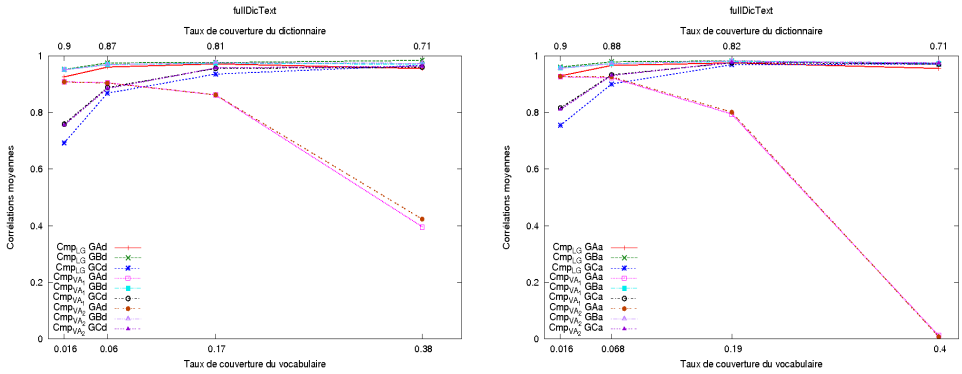 fullDicText
Taux de couverture du dictionnaire
0.9 0.87 0.81 0.71
1
0.8
0.6
0.4
0.2
0
Corrélations moyennes
Cmp_LG GAd
Cmp_LG GBd
Cmp_LG GCd
Cmp_VA1 GAd
Cmp_VA1 GBd
Cmp_VA1 GCd
Cmp_VA2 GAd
Cmp_VA2 GBd
Cmp_VA2 GCd
0.016 0.06 0.17 0.38
Taux de couverture du vocabulaire
fullDicText
Taux de couverture du dictionnaire
0.9 0.88 0.82 0.71
1
0.8
0.6
0.4
0.2
0
Corrélations moyennes
Cmp_LG GAa
Cmp_LG GBa
Cmp_LG GCa
Cmp_VA1 GAa
Cmp_VA1 GBa
Cmp_VA1 GCa
Cmp_VA2 GAa
Cmp_VA2 GBa
Cmp_VA2 GCa
0.016 0.068 0.19 0.4
Taux de couverture du vocabulaire